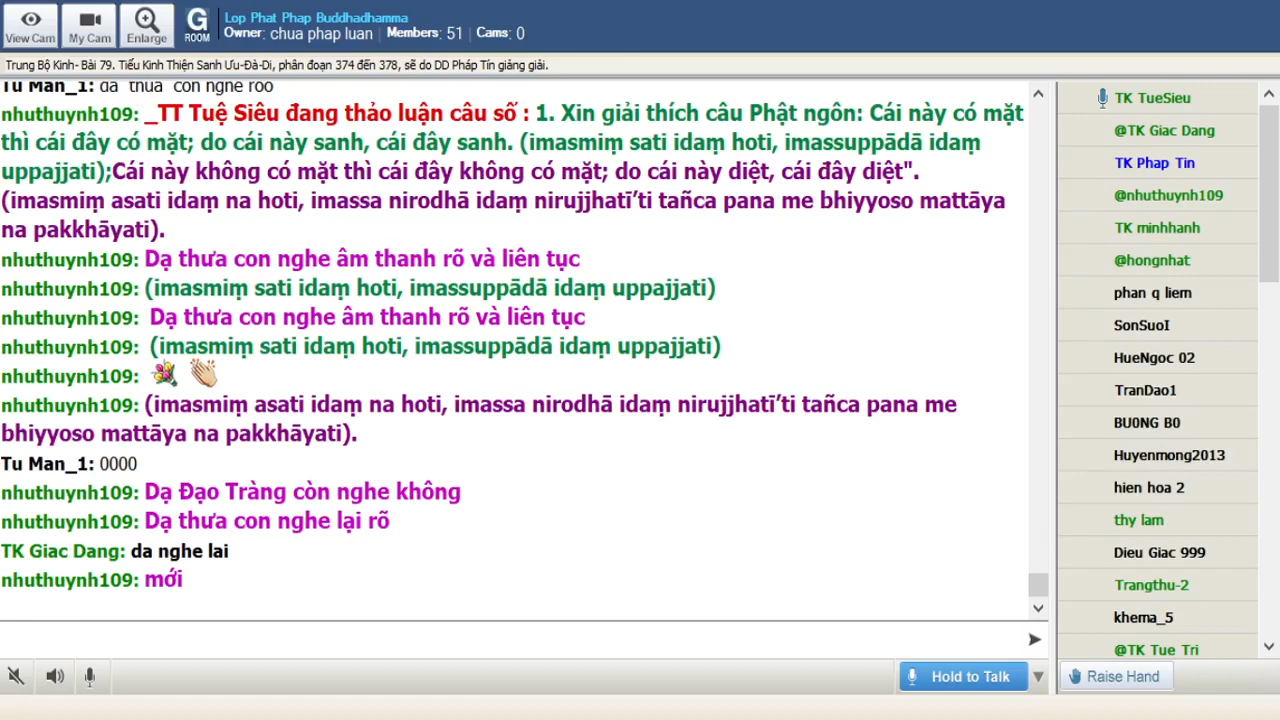 View Cam
My Cam
Enlarge
G
ROOM
Lop Phat Phap Buddhadhamma
Owner: chua phap luan | Members: 51 | Cams: 0
Trung Bộ Kinh- Bài 79. Tiểu Kinh Thiện Sanh Ưu-Đà-Di, phân đoạn 374 đến 378, sẽ do DD Pháp Tín giảng giải.
Tu Man_1: da thua con nghe roo
nhuthuynh109: _TT Tuệ Siêu đang thảo luận câu số : 1. Xin giải thích câu Phật ngôn: Cái này có mặt
thì cái đây có mặt; do cái này sanh, cái đây sanh. (imasmiṃ sati idaṃ hoti, imassuppādā idaṃ
uppajjati);Cái này không có mặt thì cái đây không có mặt; do cái này diệt, cái đây diệt".
(imasmiṃ asati idaṃ na hoti, imassa nirodhā idaṃ nirujjhatī’ti tañca pana me bhiyyoso mattāya
na pakkhāyati).
nhuthuynh109: Dạ thưa con nghe âm thanh rõ và liên tục
nhuthuynh109: (imasmiṃ sati idaṃ hoti, imassuppādā idaṃ uppajjati)
nhuthuynh109: Dạ thưa con nghe âm thanh rõ và liên tục
nhuthuynh109: (imasmiṃ sati idaṃ hoti, imassuppādā idaṃ uppajjati)
nhuthuynh109:
nhuthuynh109: (imasmiṃ asati idaṃ na hoti, imassa nirodhā idaṃ nirujjhatī’ti tañca pana me
bhiyyoso mattāya na pakkhāyati).
Tu Man_1: 0000
nhuthuynh109: Dạ Đạo Tràng còn nghe không
nhuthuynh109: Dạ thưa con nghe lại rõ
TK Giac Dang: da nghe lai
nhuthuynh109: mới
TK TueSieu
@TK Giac Dang
TK Phap Tin
@nhuthuynh109
TK minhhanh
@hongnhat
phan q liem
SonSuoI
HueNgoc 02
TranDao1
BU0NG B0
Huyenmong2013
hien hoa 2
thy lam
Dieu Giac 999
Trangthu-2
khema_5
@TK Tue Tri
Hold to Talk
Raise Hand